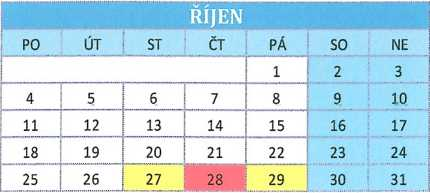 ŘÍJEN
PO ÚT ST ČT PÁ SO NE
1 2 3
4 5 6 7 8 9 10
11 12 13 14 15 16 17
18 19 20 21 22 23 24
25 26 27 28 29 30 31